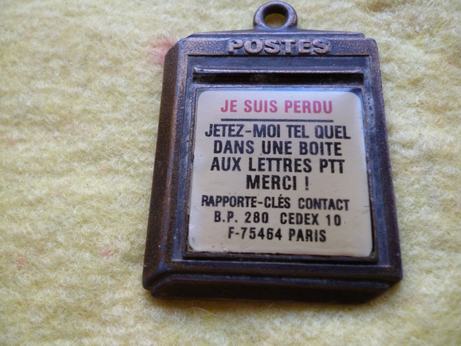 POSTES
JE SUIS PERDU
JETEZ-MOI TEL QUEL
DANS UNE BOITE
AUX LETTRES PTT
MERCI !
RAPPORTE-CLÉS CONTACT
B.P. 280 CEDEX 10
F-75464 PARIS